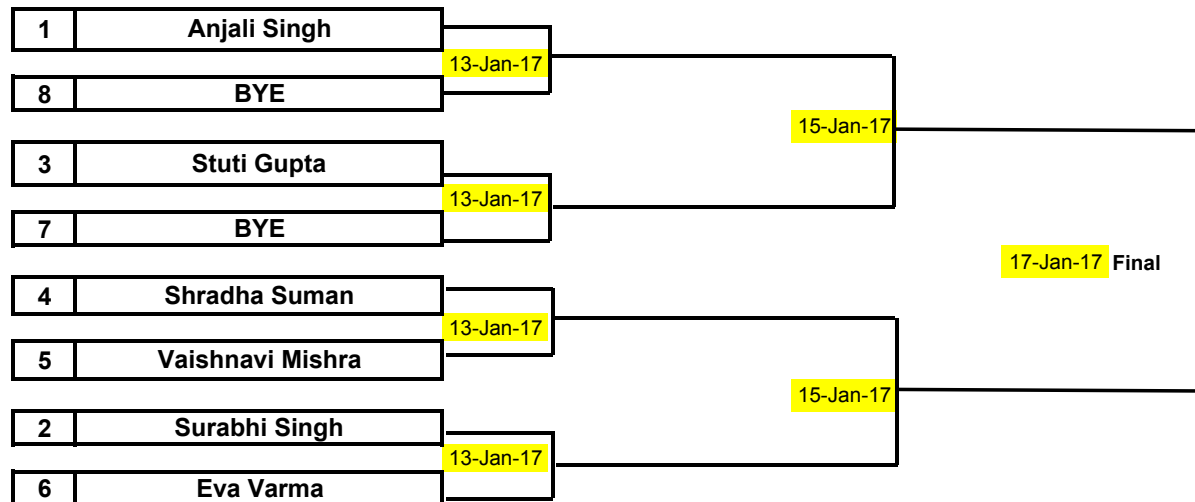 1 Anjali Singh
13-Jan-17
8 BYE
15-Jan-17
3 Stuti Gupta
13-Jan-17
7 BYE
17-Jan-17 Final
4 Shradha Suman
13-Jan-17
5 Vaishnavi Mishra
15-Jan-17
2 Surabhi Singh
13-Jan-17
6 Eva Varma